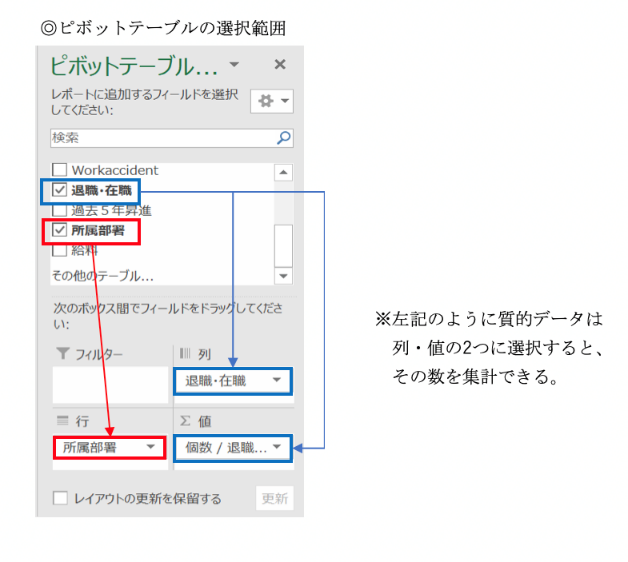 ◎ピボットテーブルの選択範囲
ピボットテーブル...
レポートに追加するフィールドを選択
してください:
検索
Workaccident
退職・在職
過去５年昇進
所属部署
給料
その他のテーブル...
次のボックス間でフィールドをドラッグしてくださ
い:
フィルター
列
退職・在職
行
Σ 値
所属部署
個数 / 退職...
※左記のように質的データは
列・値の2つに選択すると、
その数を集計できる。
レイアウトの更新を保留する
更新